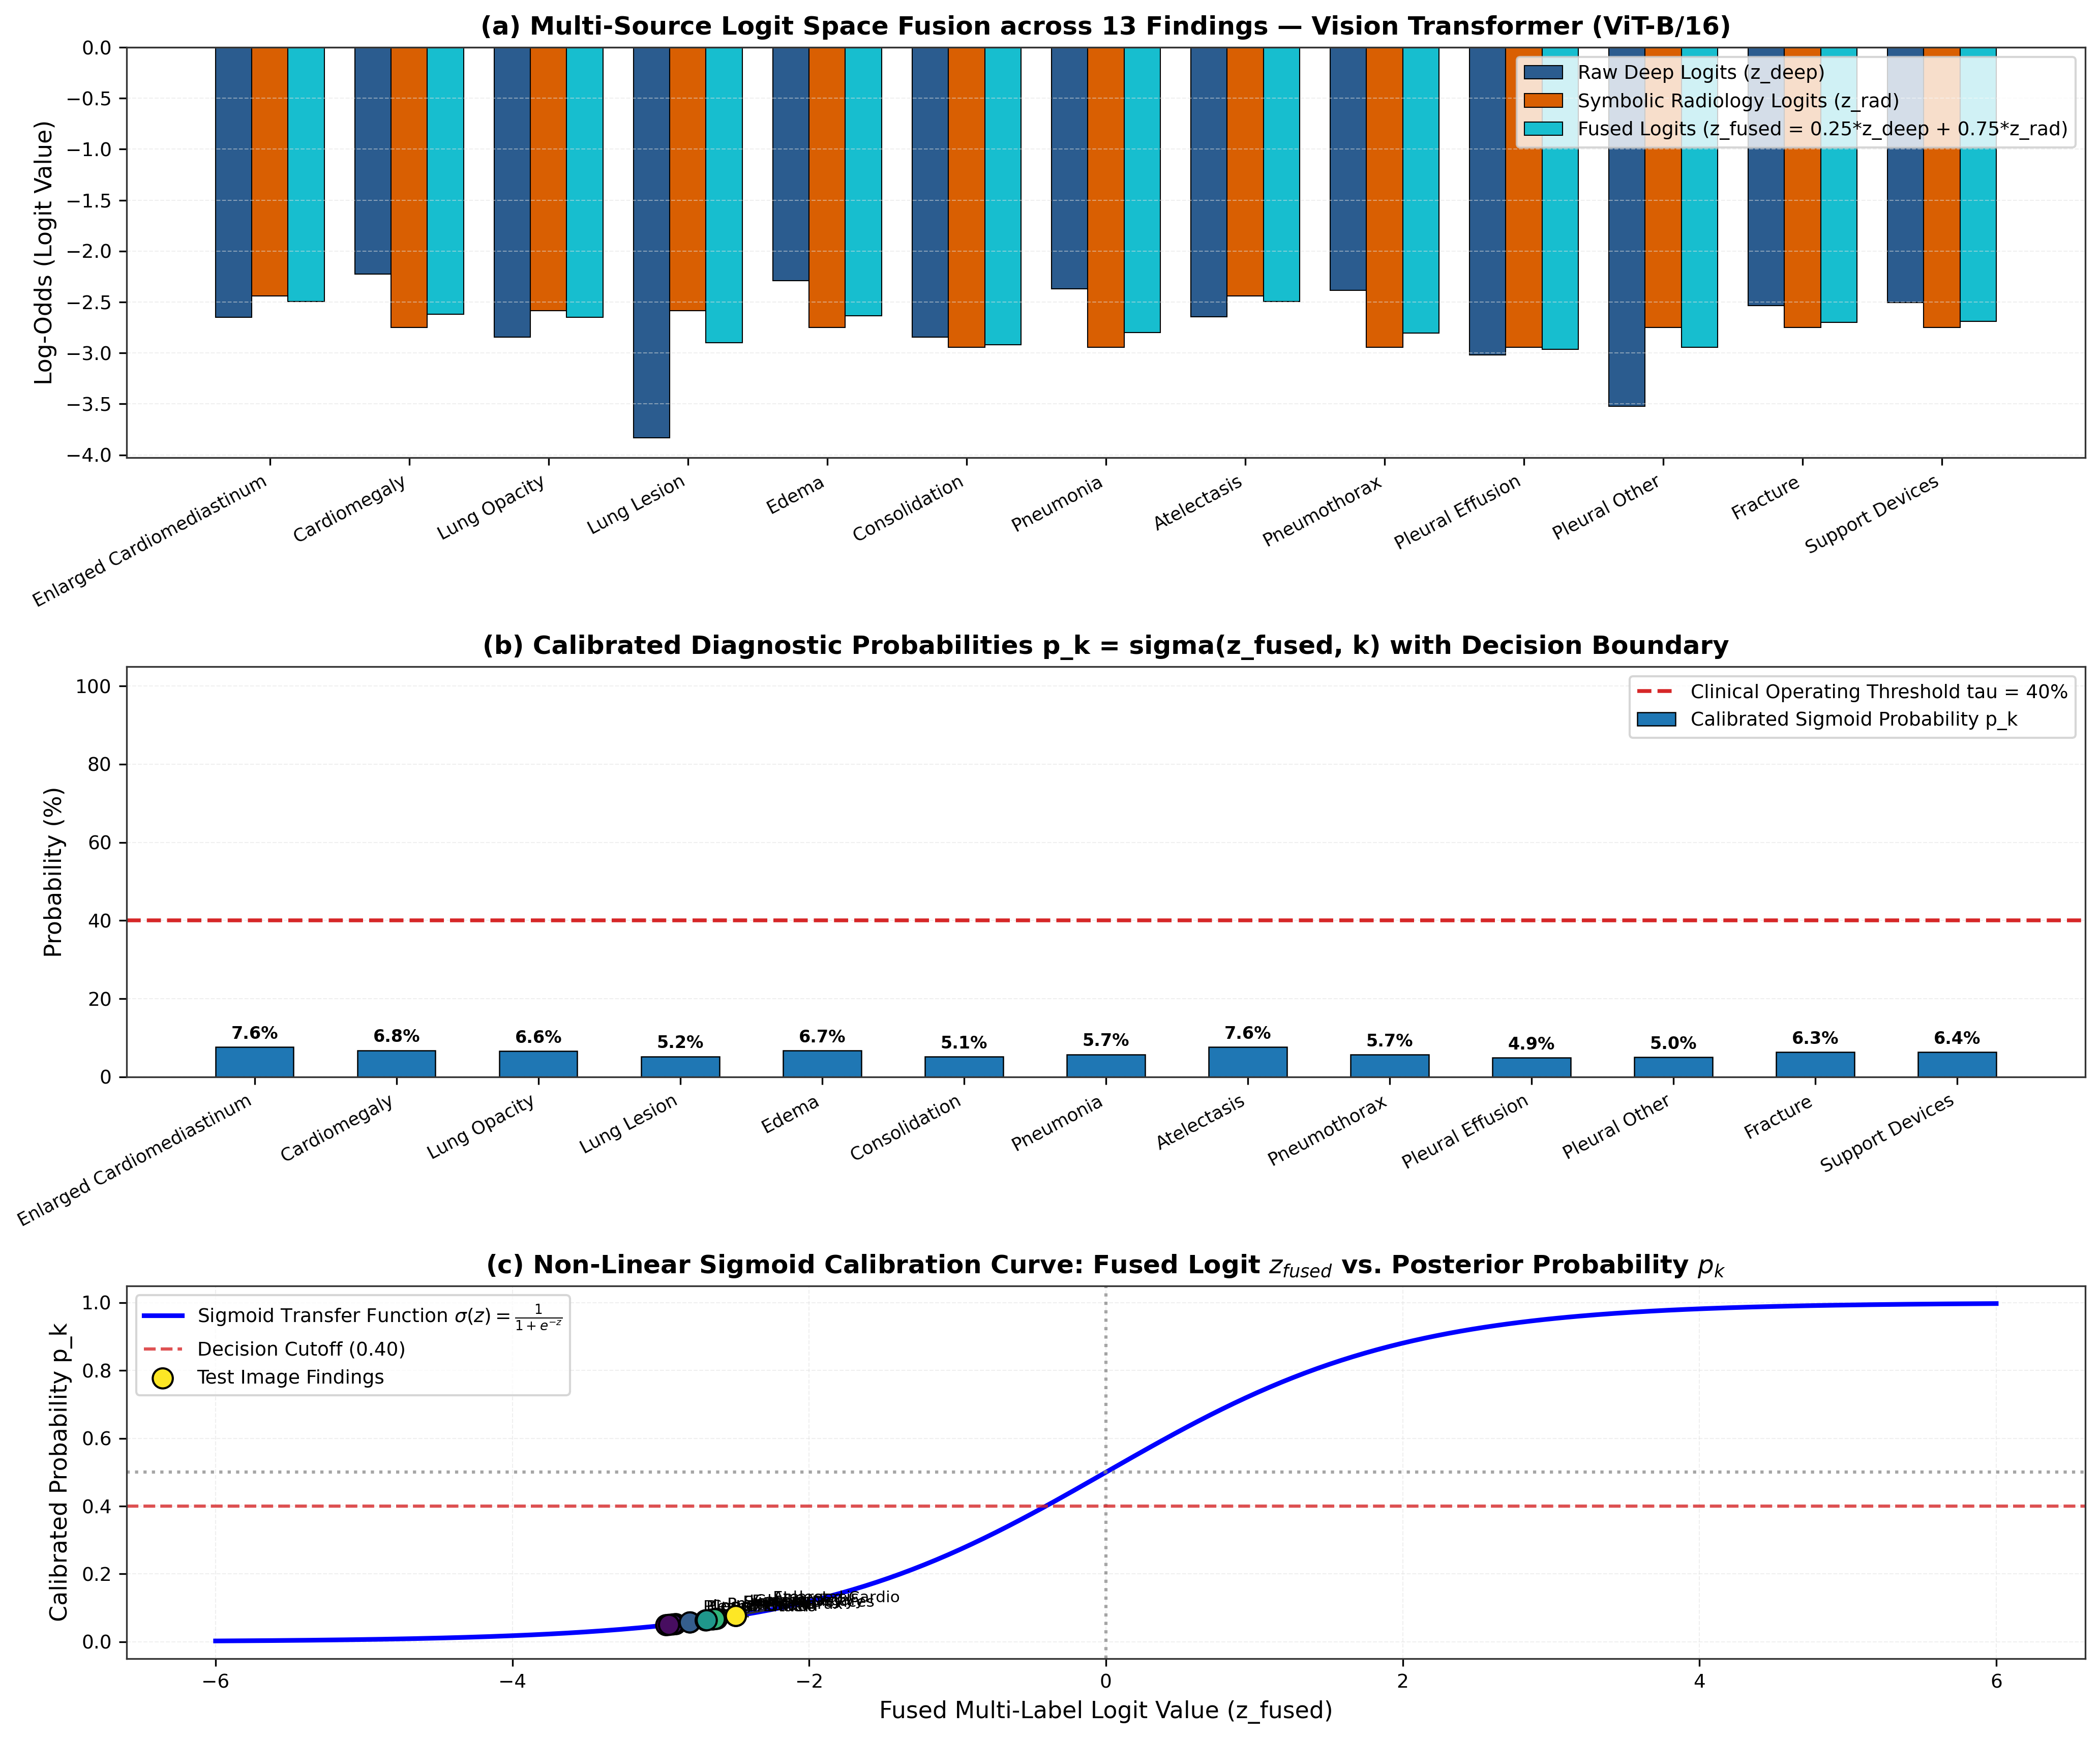 (a) Multi-Source Logit Space Fusion across 13 Findings — Vision Transformer (ViT-B/16)
Raw Deep Logits (z_deep)
Symbolic Radiology Logits (z_rad)
Fused Logits (z_fused = 0.25*z_deep + 0.75*z_rad)
Log-Odds (Logit Value)
0.0
−0.5
−1.0
−1.5
−2.0
−2.5
−3.0
−3.5
−4.0
Enlarged Cardiomediastinum
Cardiomegaly
Lung Opacity
Lung Lesion
Edema
Consolidation
Pneumonia
Atelectasis
Pneumothorax
Pleural Effusion
Pleural Other
Fracture
Support Devices
(b) Calibrated Diagnostic Probabilities p_k = sigma(z_fused, k) with Decision Boundary
Clinical Operating Threshold tau = 40%
Calibrated Sigmoid Probability p_k
Probability (%)
100
80
60
40
20
0
7.6%
6.8%
6.6%
5.2%
6.7%
5.1%
5.7%
7.6%
5.7%
4.9%
5.0%
6.3%
6.4%
Enlarged Cardiomediastinum
Cardiomegaly
Lung Opacity
Lung Lesion
Edema
Consolidation
Pneumonia
Atelectasis
Pneumothorax
Pleural Effusion
Pleural Other
Fracture
Support Devices
(c) Non-Linear Sigmoid Calibration Curve: Fused Logit z_fused vs. Posterior Probability p_k
Sigmoid Transfer Function σ(z) = 1/(1 + e^−z)
Decision Cutoff (0.40)
Test Image Findings
Calibrated Probability p_k
1.0
0.8
0.6
0.4
0.2
0.0
−6
−4
−2
0
2
4
6
Fused Multi-Label Logit Value (z_fused)